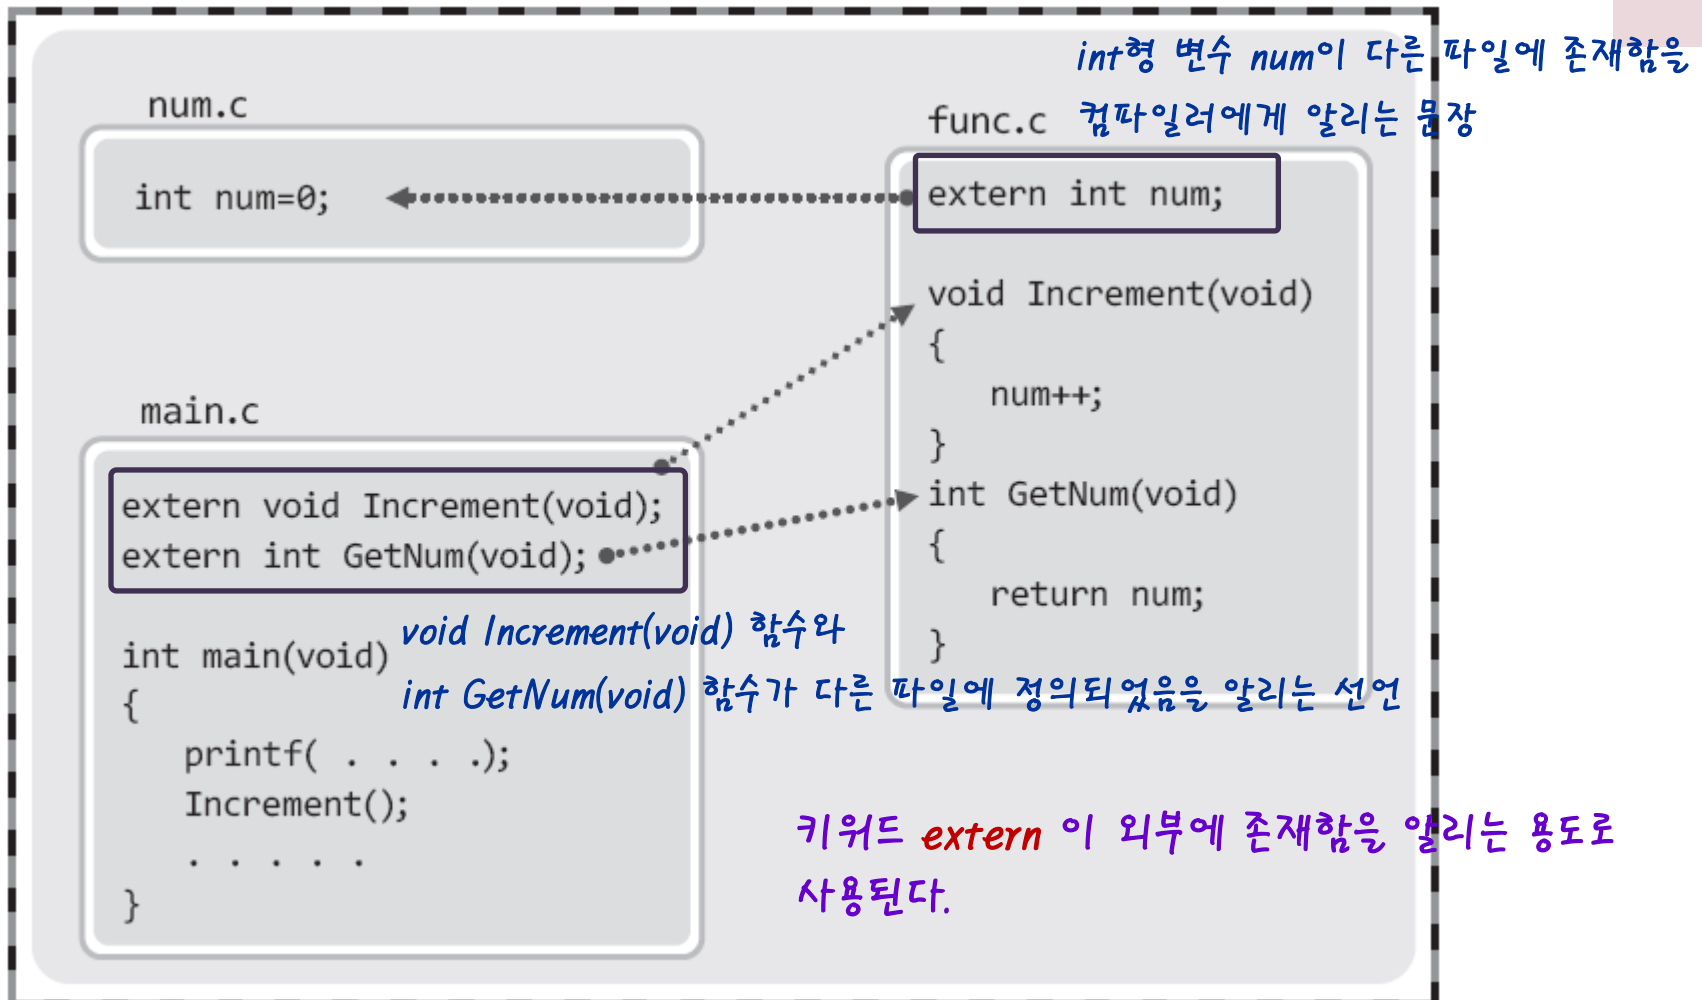 num.c
int num=0;
int형 변수 num이 다른 파일에 존재함을
컴파일러에게 알리는 문장
func.c
extern int num;
void Increment(void)
{
num++;
}
int GetNum(void)
{
return num;
}
main.c
extern void Increment(void);
extern int GetNum(void);
int main(void)
{
printf( . . . .);
Increment();
. . . . .
}
void Increment(void) 함수와
int GetNum(void) 함수가 다른 파일에 정의되었음을 알리는 선언
키워드 extern 이 외부에 존재함을 알리는 용도로
사용된다.